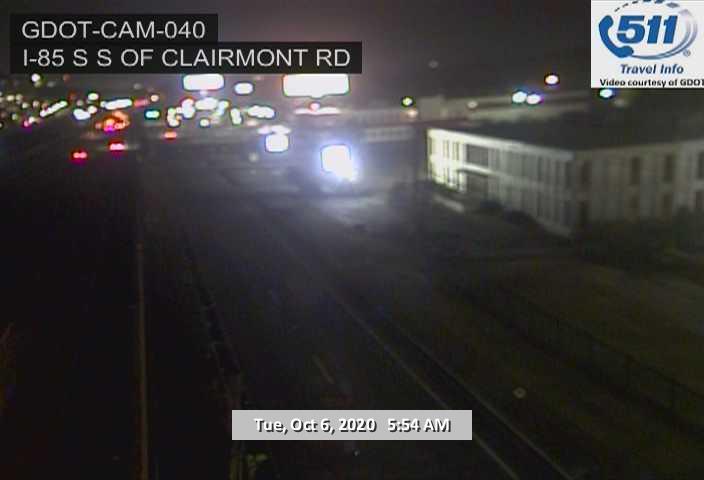 GDOT-CAM-040
I-85 S S OF CLAIRMONT RD
511
Travel Info
Video courtesy of GDOT
Tue, Oct 6, 2020 5:54 AM